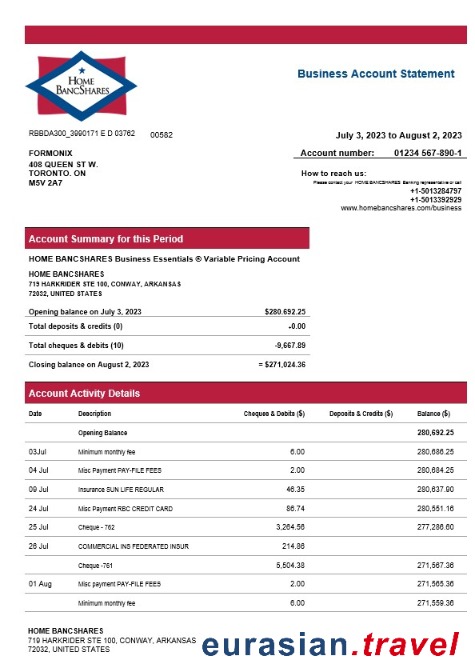 HOME
BANCSHARES
Business Account Statement
RBBDA300_3990171 E D 03762 00582
July 3, 2023 to August 2, 2023
FORMONIX
408 QUEEN ST W.
TORONTO. ON
M5V 2A7
Account number: 01234 567-890-1
How to reach us:
Please contact your HOME BANCSHARES Banking representative or call
+1-5013284797
+1-5013392929
www.homebancshares.com/business
Account Summary for this Period
HOME BANCSHARES Business Essentials ® Variable Pricing Account
HOME BANCSHARES
719 HARKRIDER STE 100, CONWAY, ARKANSAS
72032, UNITED STATES
Opening balance on July 3, 2023 $280.692.25
Total deposits & credits (0) -0.00
Total cheques & debits (10) -9,667.89
Closing balance on August 2, 2023 = $271,024.36
Account Activity Details
Date Description Cheques & Debits ($) Deposits & Credits ($) Balance ($)
Opening Balance 280,692.25
03Jul Minimum monthly fee 6.00 280,686.25
04 Jul Misc Payment PAY-FILE FEES 2.00 280,684.25
09 Jul Insurance SUN LIFE REGULAR 46.35 280,637.90
24 Jul Misc Payment RBC CREDIT CARD 86.74 280,551.16
25 Jul Cheque - 762 3,264.56 277,286.60
26 Jul COMMERCIAL INS FEDERATED INSUR 214.86
Cheque -761 5,504.38 271,567.36
01 Aug Misc payment PAY-FILE FEES 2.00 271,565.36
Minimum monthly fee 6.00 271,559.36
HOME BANCSHARES
719 HARKRIDER STE 100, CONWAY, ARKANSAS
72032, UNITED STATES
eurasian.travel